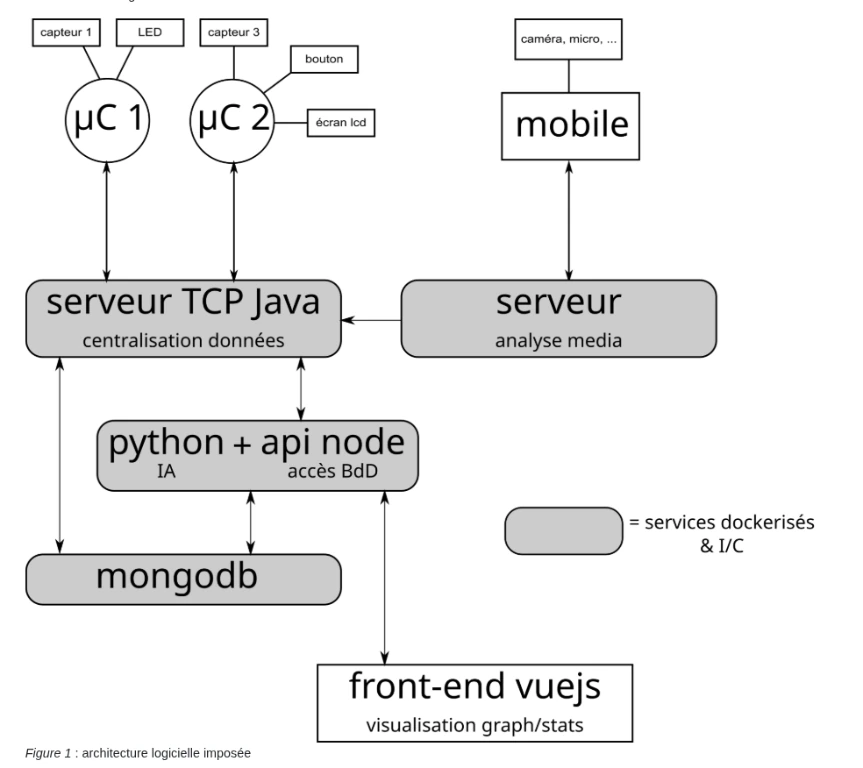 capteur 1
LED
capteur 3
bouton
écran lcd
caméra, micro, ...
µC 1
µC 2
mobile
serveur TCP Java
centralisation données
serveur
analyse media
python + api node
IA
accès BdD
= services dockerisés
& I/C
mongodb
front-end vuejs
visualisation graph/stats
Figure 1 : architecture logicielle imposée